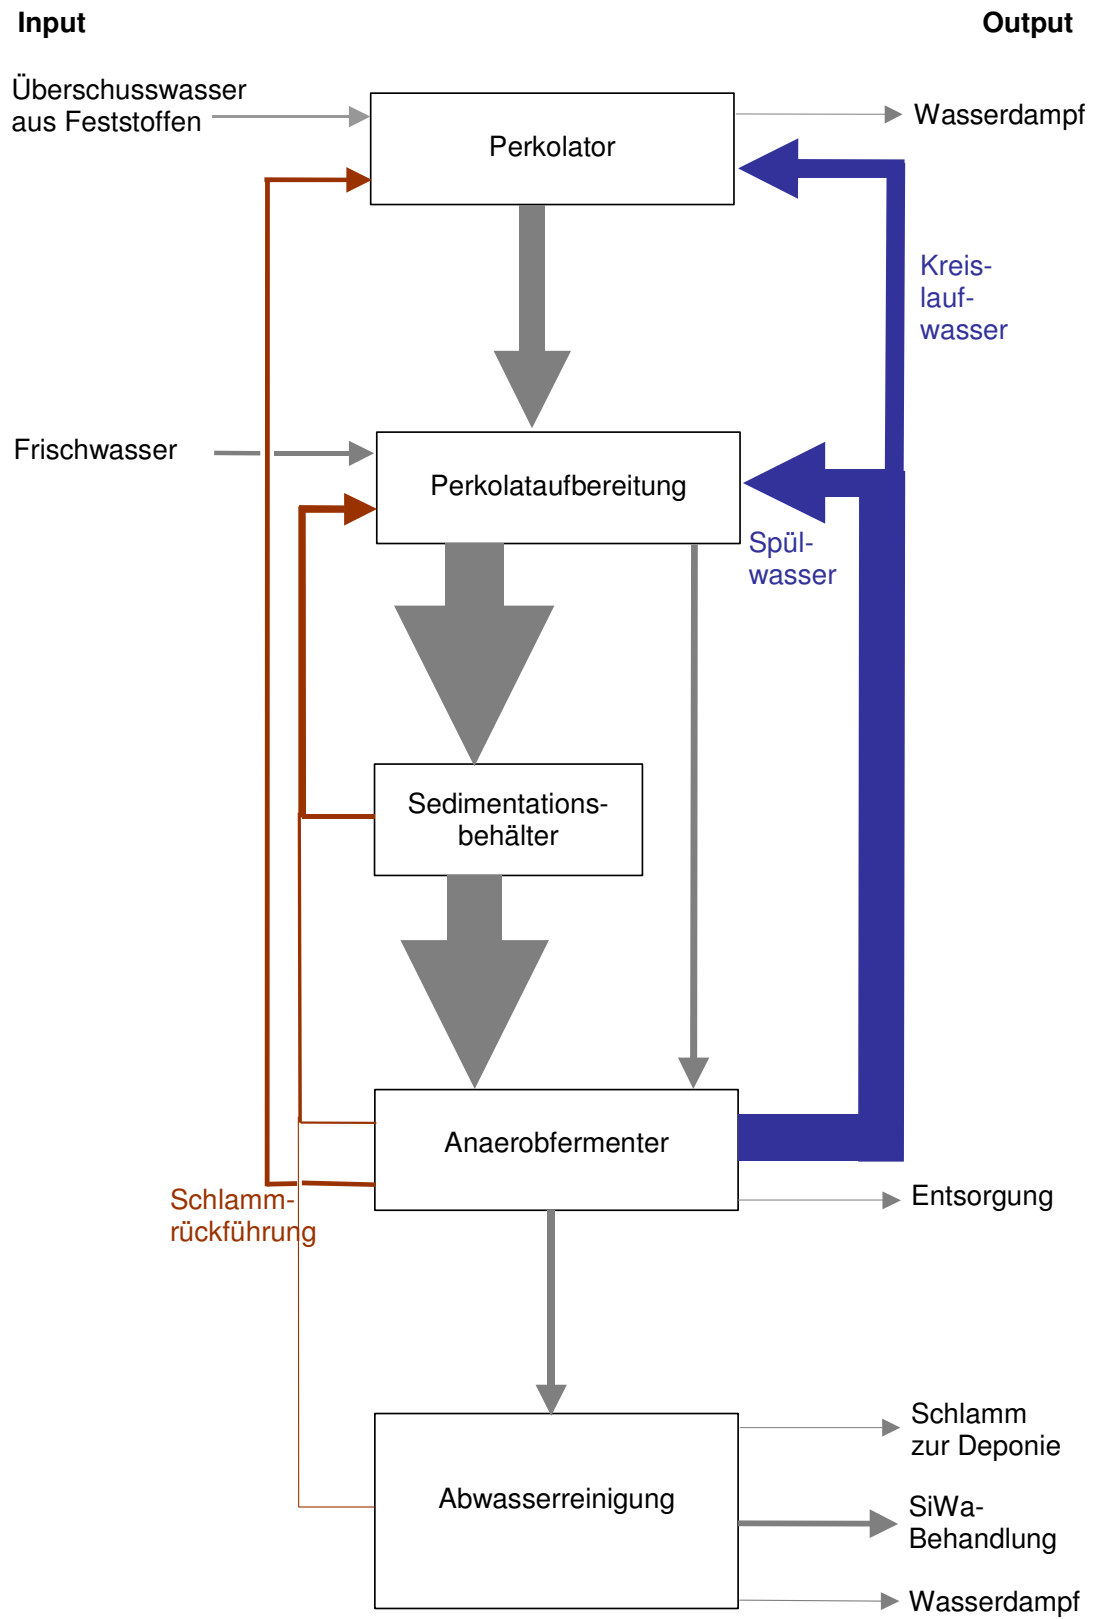 Input
Output
Überschusswasser
aus Feststoffen
Perkolator
Wasserdampf
Kreis-
lauf-
wasser
Frischwasser
Perkolataufbereitung
Spül-
wasser
Sedimentations-
behälter
Anaerobfermenter
Schlamm-
rückführung
Entsorgung
Abwasserreinigung
Schlamm
zur Deponie
SiWa-
Behandlung
Wasserdampf